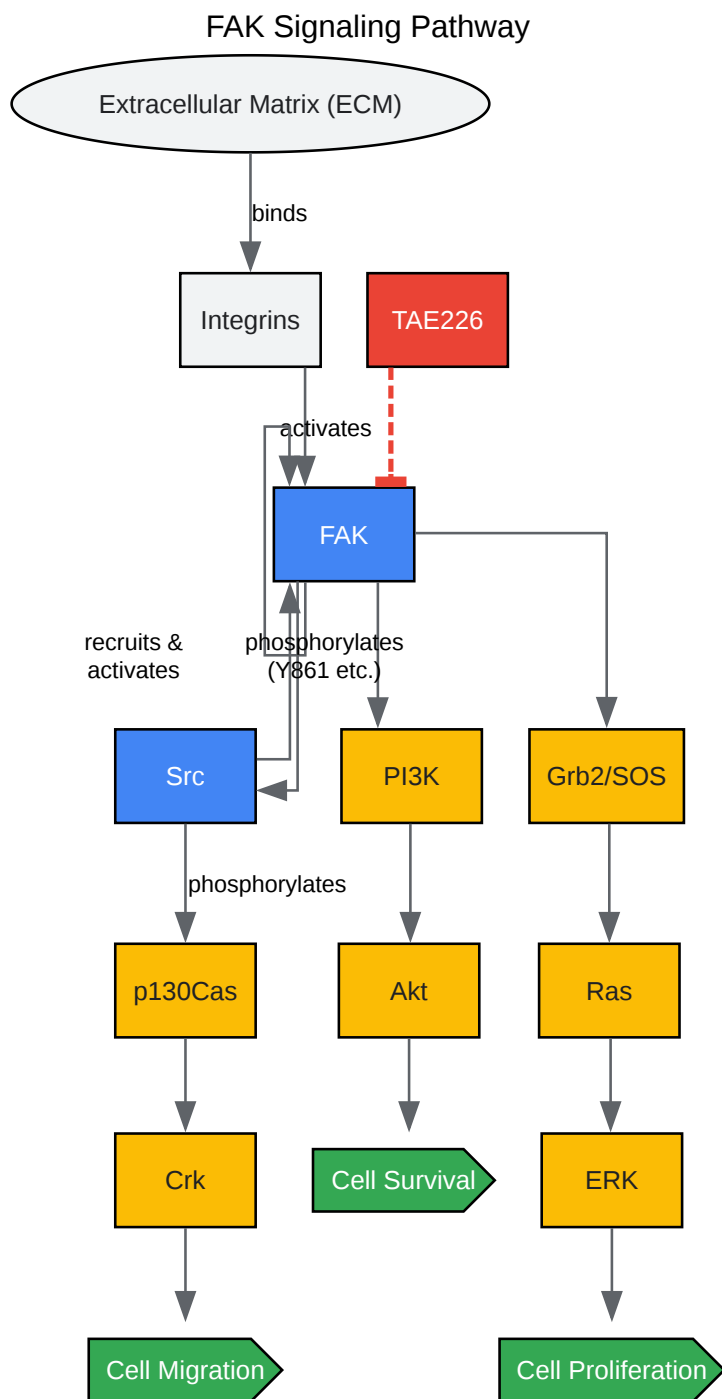 FAK Signaling Pathway
Extracellular Matrix (ECM)
binds
Integrins
TAE226
activates
FAK
recruits &
activates
phosphorylates
(Y861 etc.)
Src
PI3K
Grb2/SOS
phosphorylates
p130Cas
Akt
Ras
Crk
Cell Survival
ERK
Cell Migration
Cell Proliferation